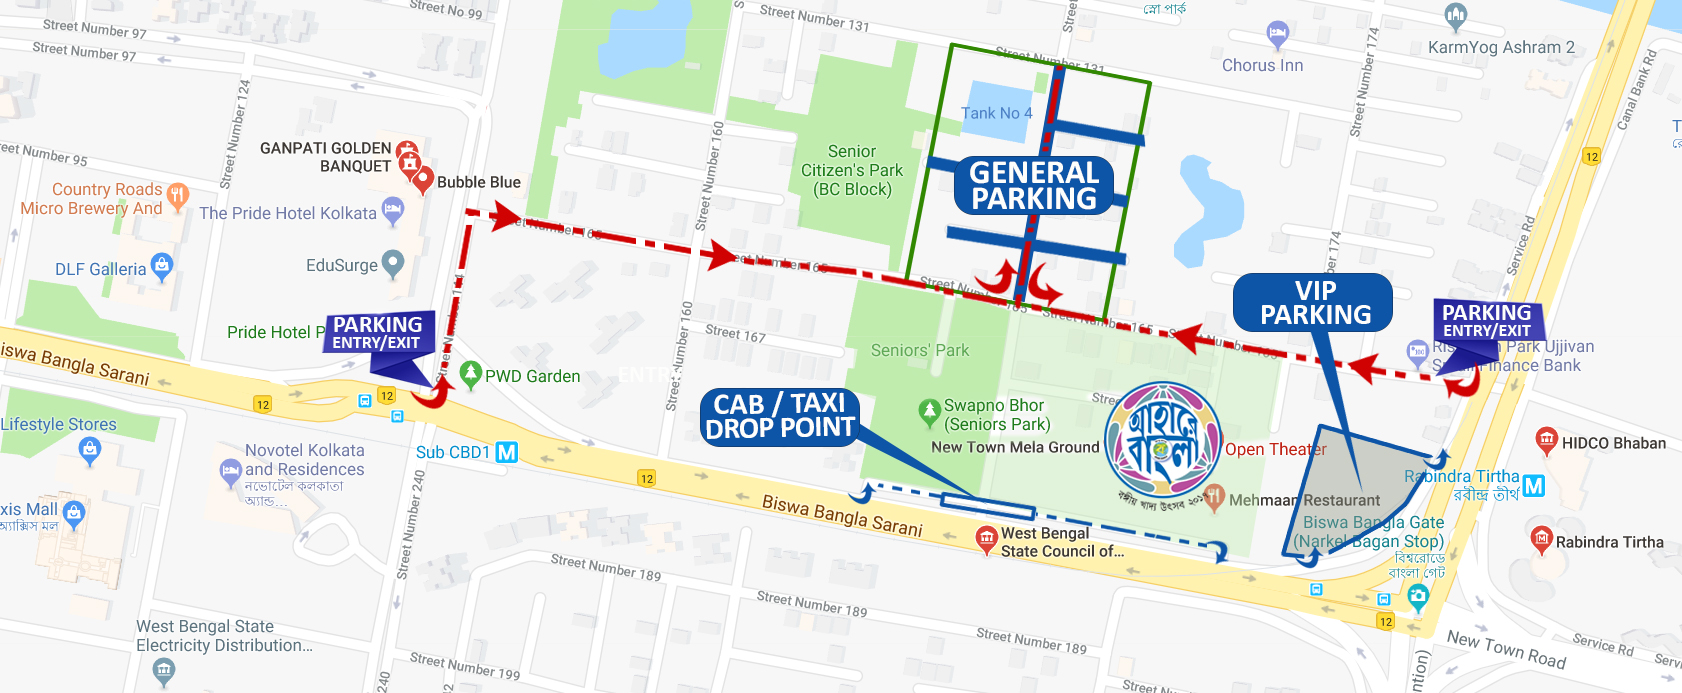 Street No 99
Street Number 97
Street Number 97
Street Number 131
স্নো পার্ক
KarmYog Ashram 2
Chorus Inn
Street Number 131
Street Number 174
Canal Bank Rd
Street Number 124
Street Number 95
GANPATI GOLDEN
BANQUET
Bubble Blue
Country Roads
Micro Brewery And
The Pride Hotel Kolkata
EduSurge
DLF Galleria
Street Number 160
Senior
Citizen's Park
(BC Block)
Tank No 4
GENERAL
PARKING
12
Service Rd
Street Number 165
Street Number 165
Street Number 165
Street Number 165
VIP
PARKING
PARKING
ENTRY/EXIT
Park Ujjivan
Finance Bank
Pride Hotel P
PARKING
ENTRY/EXIT
Street Number 160
Street Number 167
Seniors' Park
Biswa Bangla Sarani
12
12
PWD Garden
CAB / TAXI
DROP POINT
Swapno Bhor
(Seniors Park)
New Town Mela Ground
আহারে
বাংলা
Open Theater
HIDCO Bhaban
Lifestyle Stores
Novotel Kolkata
and Residences
নভোটেল কলকাতা
অ্যান্ড...
Sub CBD1
M
12
Biswa Bangla Sarani
Mehmaan Restaurant
Rabindra Tirtha
রবীন্দ্র তীর্থ
M
Biswa Bangla Gate
(Narkel Bagan Stop)
বিশ্বরোডে
বাংলা গেট
Rabindra Tirtha
xis Mall
অ্যাক্সিস মল
West Bengal
State Council of...
Street Number 240
Street Number 189
Street Number 189
Street Number 189
12
New Town Road
Service Rd
West Bengal State
Electricity Distribution...
Street Number 199
240